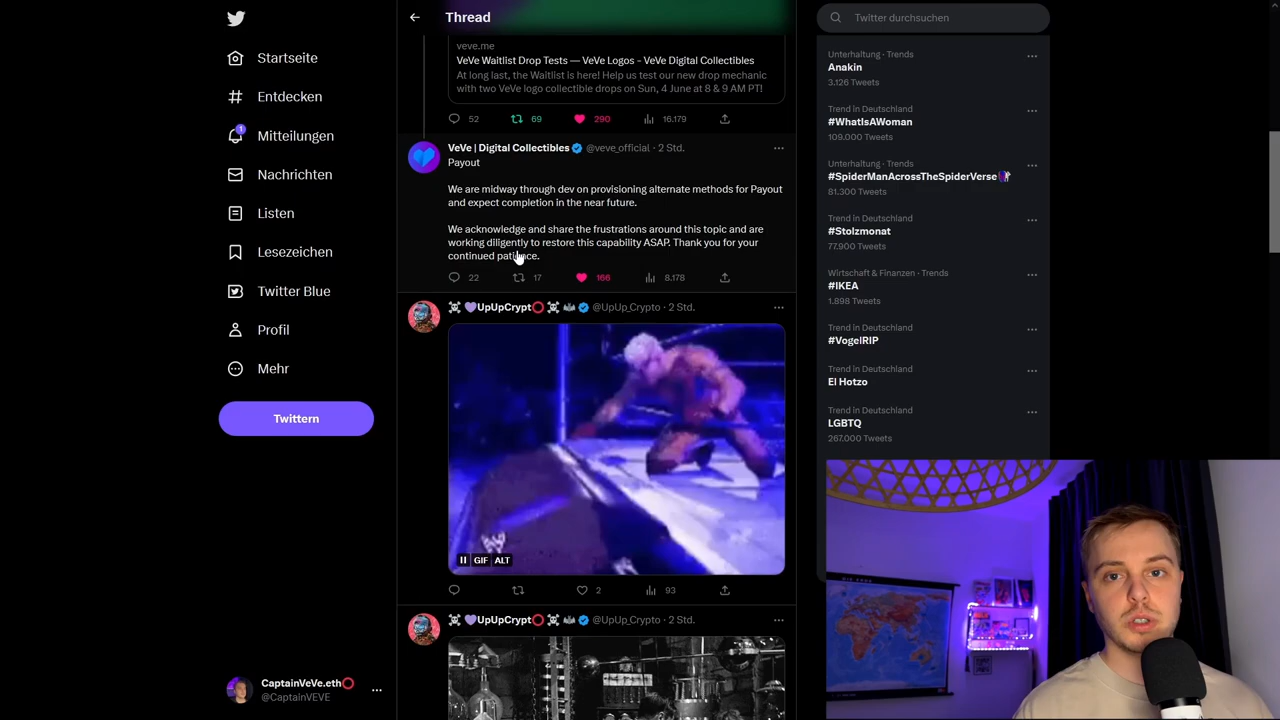 Startseite
Entdecken
1
Mitteilungen
Nachrichten
Listen
Lesezeichen
Twitter Blue
Profil
Mehr
Twittern
CaptainVeVe.eth⭕
@CaptainVEVE
Thread
veve.me
VeVe Waitlist Drop Tests — VeVe Logos - VeVe Digital Collectibles
At long last, the Waitlist is here! Help us test our new drop mechanic
with two VeVe logo collectible drops on Sun, 4 June at 8 & 9 AM PT!
52 69 290 16.179
VeVe | Digital Collectibles @veve_official · 2 Std.
Payout
We are midway through dev on provisioning alternate methods for Payout
and expect completion in the near future.
We acknowledge and share the frustrations around this topic and are
working diligently to restore this capability ASAP. Thank you for your
continued patience.
22 17 166 8.178
☠️ 💜UpUpCrypt⭕ ☠️ 🦇 @UpUp_Crypto · 2 Std.
W
GIF ALT
2 93
☠️ 💜UpUpCrypt⭕ ☠️ 🦇 @UpUp_Crypto · 2 Std.
Twitter durchsuchen
Unterhaltung · Trends
Anakin
3.126 Tweets
Trend in Deutschland
#WhatIsAWoman
109.000 Tweets
Unterhaltung · Trends
#SpiderManAcrossTheSpiderVerse
81.300 Tweets
Trend in Deutschland
#Stolzmonat
77.900 Tweets
Wirtschaft & Finanzen · Trends
#IKEA
1.898 Tweets
Trend in Deutschland
#VogelRIP
Trend in Deutschland
El Hotzo
Trend in Deutschland
LGBTQ
267.000 Tweets